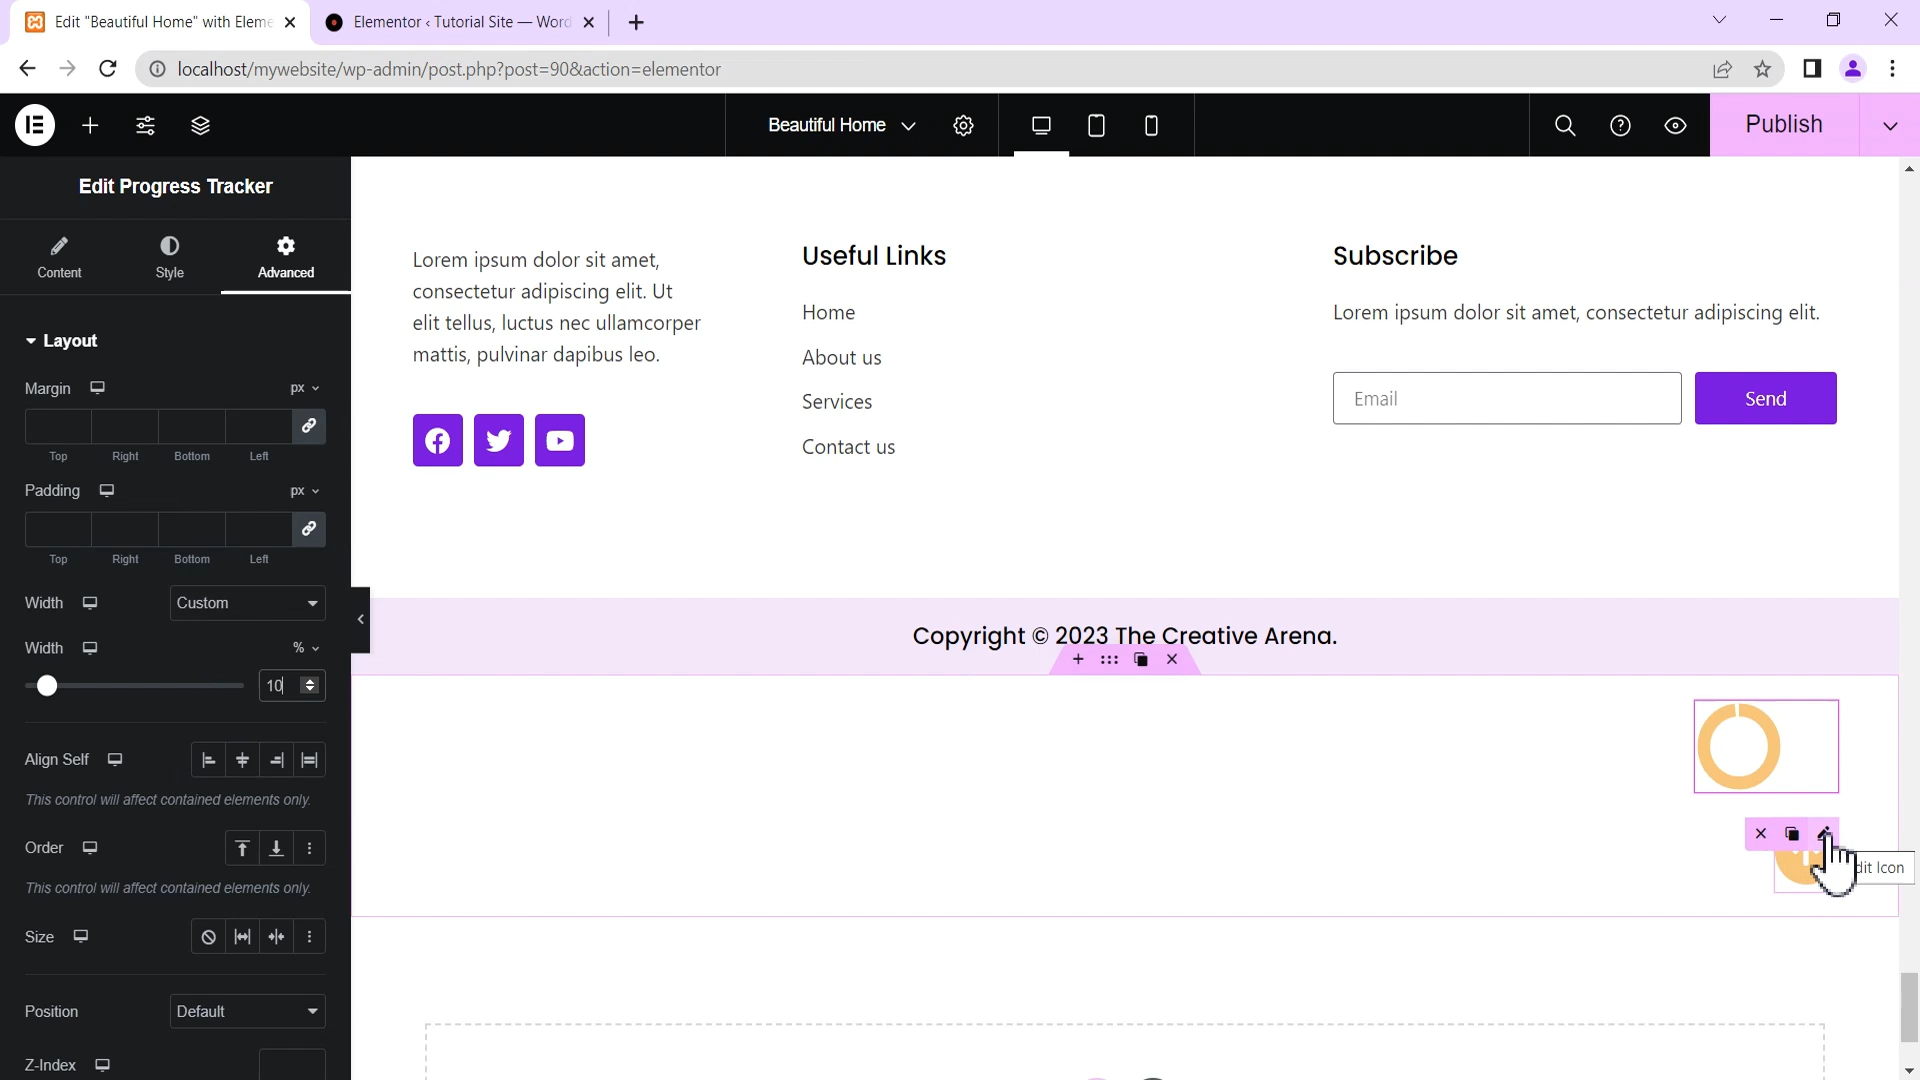 Edit "Beautiful Home" with Eleme
Elementor ‹ Tutorial Site — Word
localhost/mywebsite/wp-admin/post.php?post=90&action=elementor
Beautiful Home
Publish
Edit Progress Tracker
Content
Style
Advanced
Layout
Margin
px
Top
Right
Bottom
Left
Padding
px
Top
Right
Bottom
Left
Width
Custom
Width
%
10
Align Self
This control will affect contained elements only.
Order
This control will affect contained elements only.
Size
Position
Default
Z-Index
Lorem ipsum dolor sit amet,
consectetur adipiscing elit. Ut
elit tellus, luctus nec ullamcorper
mattis, pulvinar dapibus leo.
Useful Links
Home
About us
Services
Contact us
Subscribe
Lorem ipsum dolor sit amet, consectetur adipiscing elit.
Email
Send
Copyright © 2023 The Creative Arena.
dit Icon